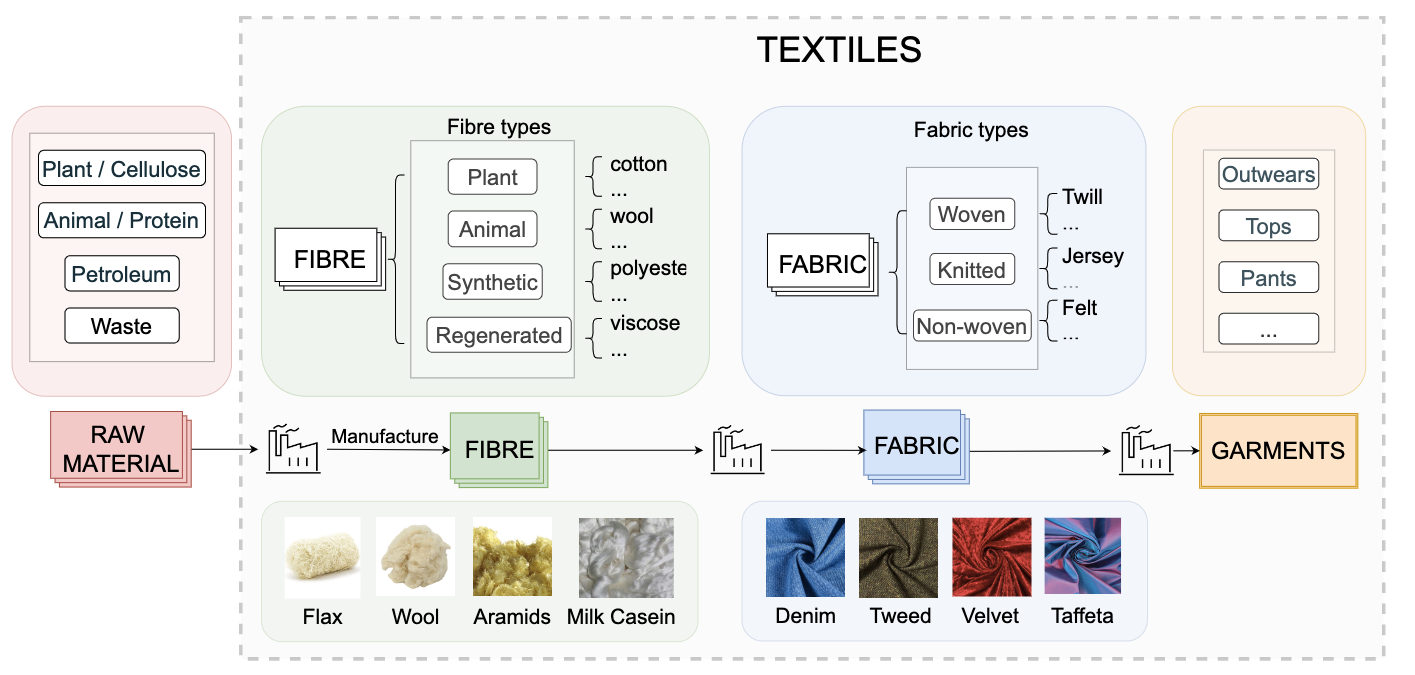 TEXTILES
Plant / Cellulose
Animal / Protein
Petroleum
Waste
Fibre types
FIBRE
Plant
Animal
Synthetic
Regenerated
cotton
...
wool
...
polyeste
...
viscose
...
Fabric types
FABRIC
Woven
Knitted
Non-woven
Twill
...
Jersey
...
Felt
...
Outwears
Tops
Pants
...
RAW
MATERIAL
Manufacture
FIBRE
FABRIC
GARMENTS
Flax
Wool
Aramids
Milk Casein
Denim
Tweed
Velvet
Taffeta